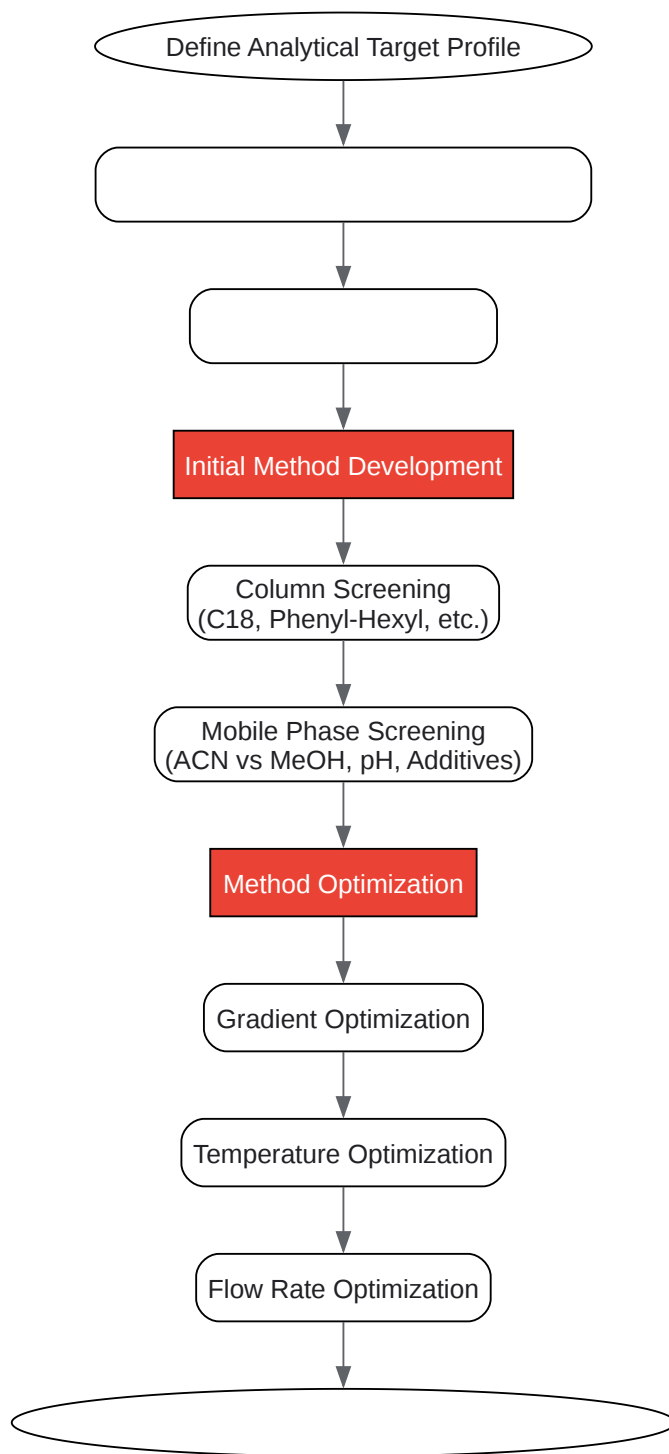 Define Analytical Target Profile
Initial Method Development
Column Screening
(C18, Phenyl-Hexyl, etc.)
Mobile Phase Screening
(ACN vs MeOH, pH, Additives)
Method Optimization
Gradient Optimization
Temperature Optimization
Flow Rate Optimization